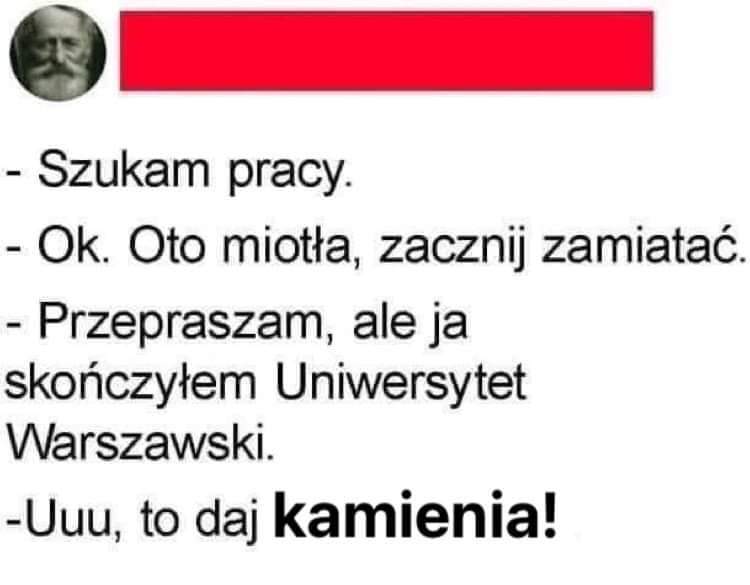 - Szukam pracy.
- Ok. Oto miotła, zacznij zamiatać.
- Przepraszam, ale ja
skończyłem Uniwersytet
Warszawski.
-Uuu, to daj kamienia!